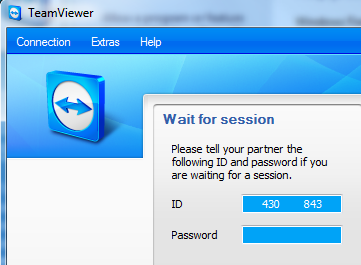 TeamViewer
Connection Extras Help
Wait for session
Please tell your partner the
following ID and password if you
are waiting for a session.
ID 430 843
Password